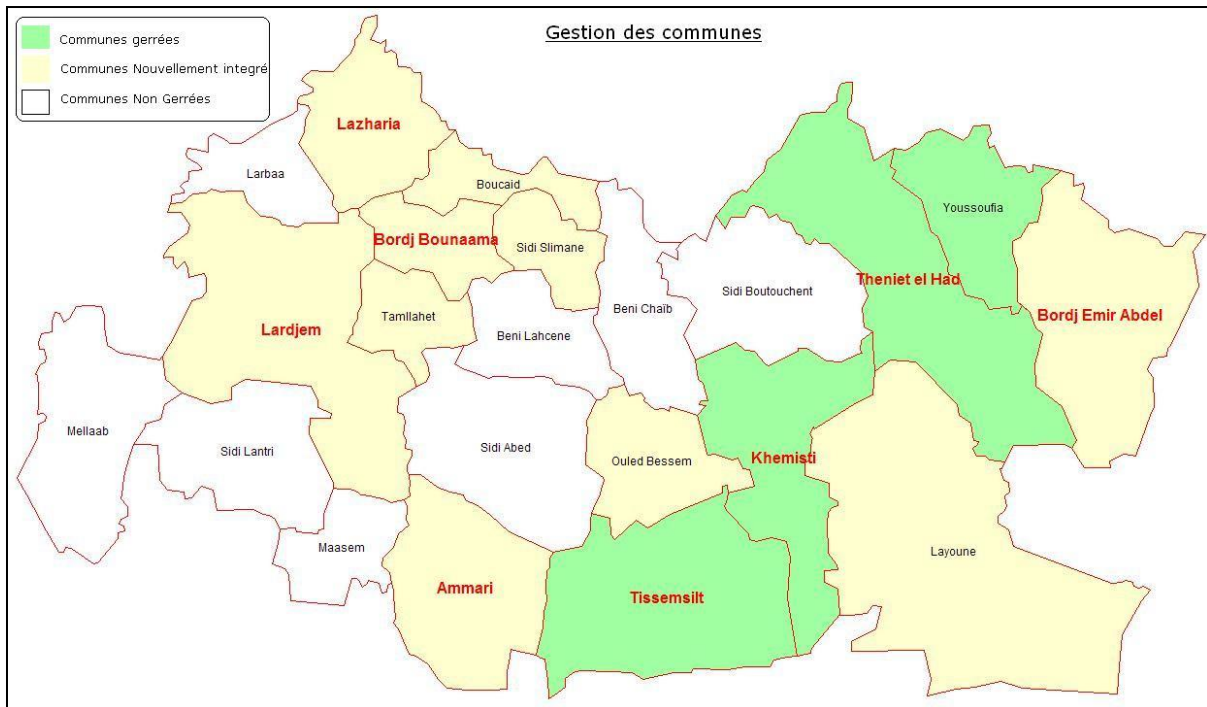 Gestion des communes
Communes gerrées
Communes Nouvellement integré
Communes Non Gerrées
Lazharia
Larbaa
Boucaid
Youssoufia
Bordj Bounaama
Sidi Slimane
Theniet el Had
Sidi Boutouchent
Beni Chaïb
Bordj Emir Abdel
Tamllahet
Lardjem
Beni Lahcene
Mellaab
Sidi Lantri
Sidi Abed
Ouled Bessem
Khemisti
Maasem
Layoune
Ammari
Tissemsilt